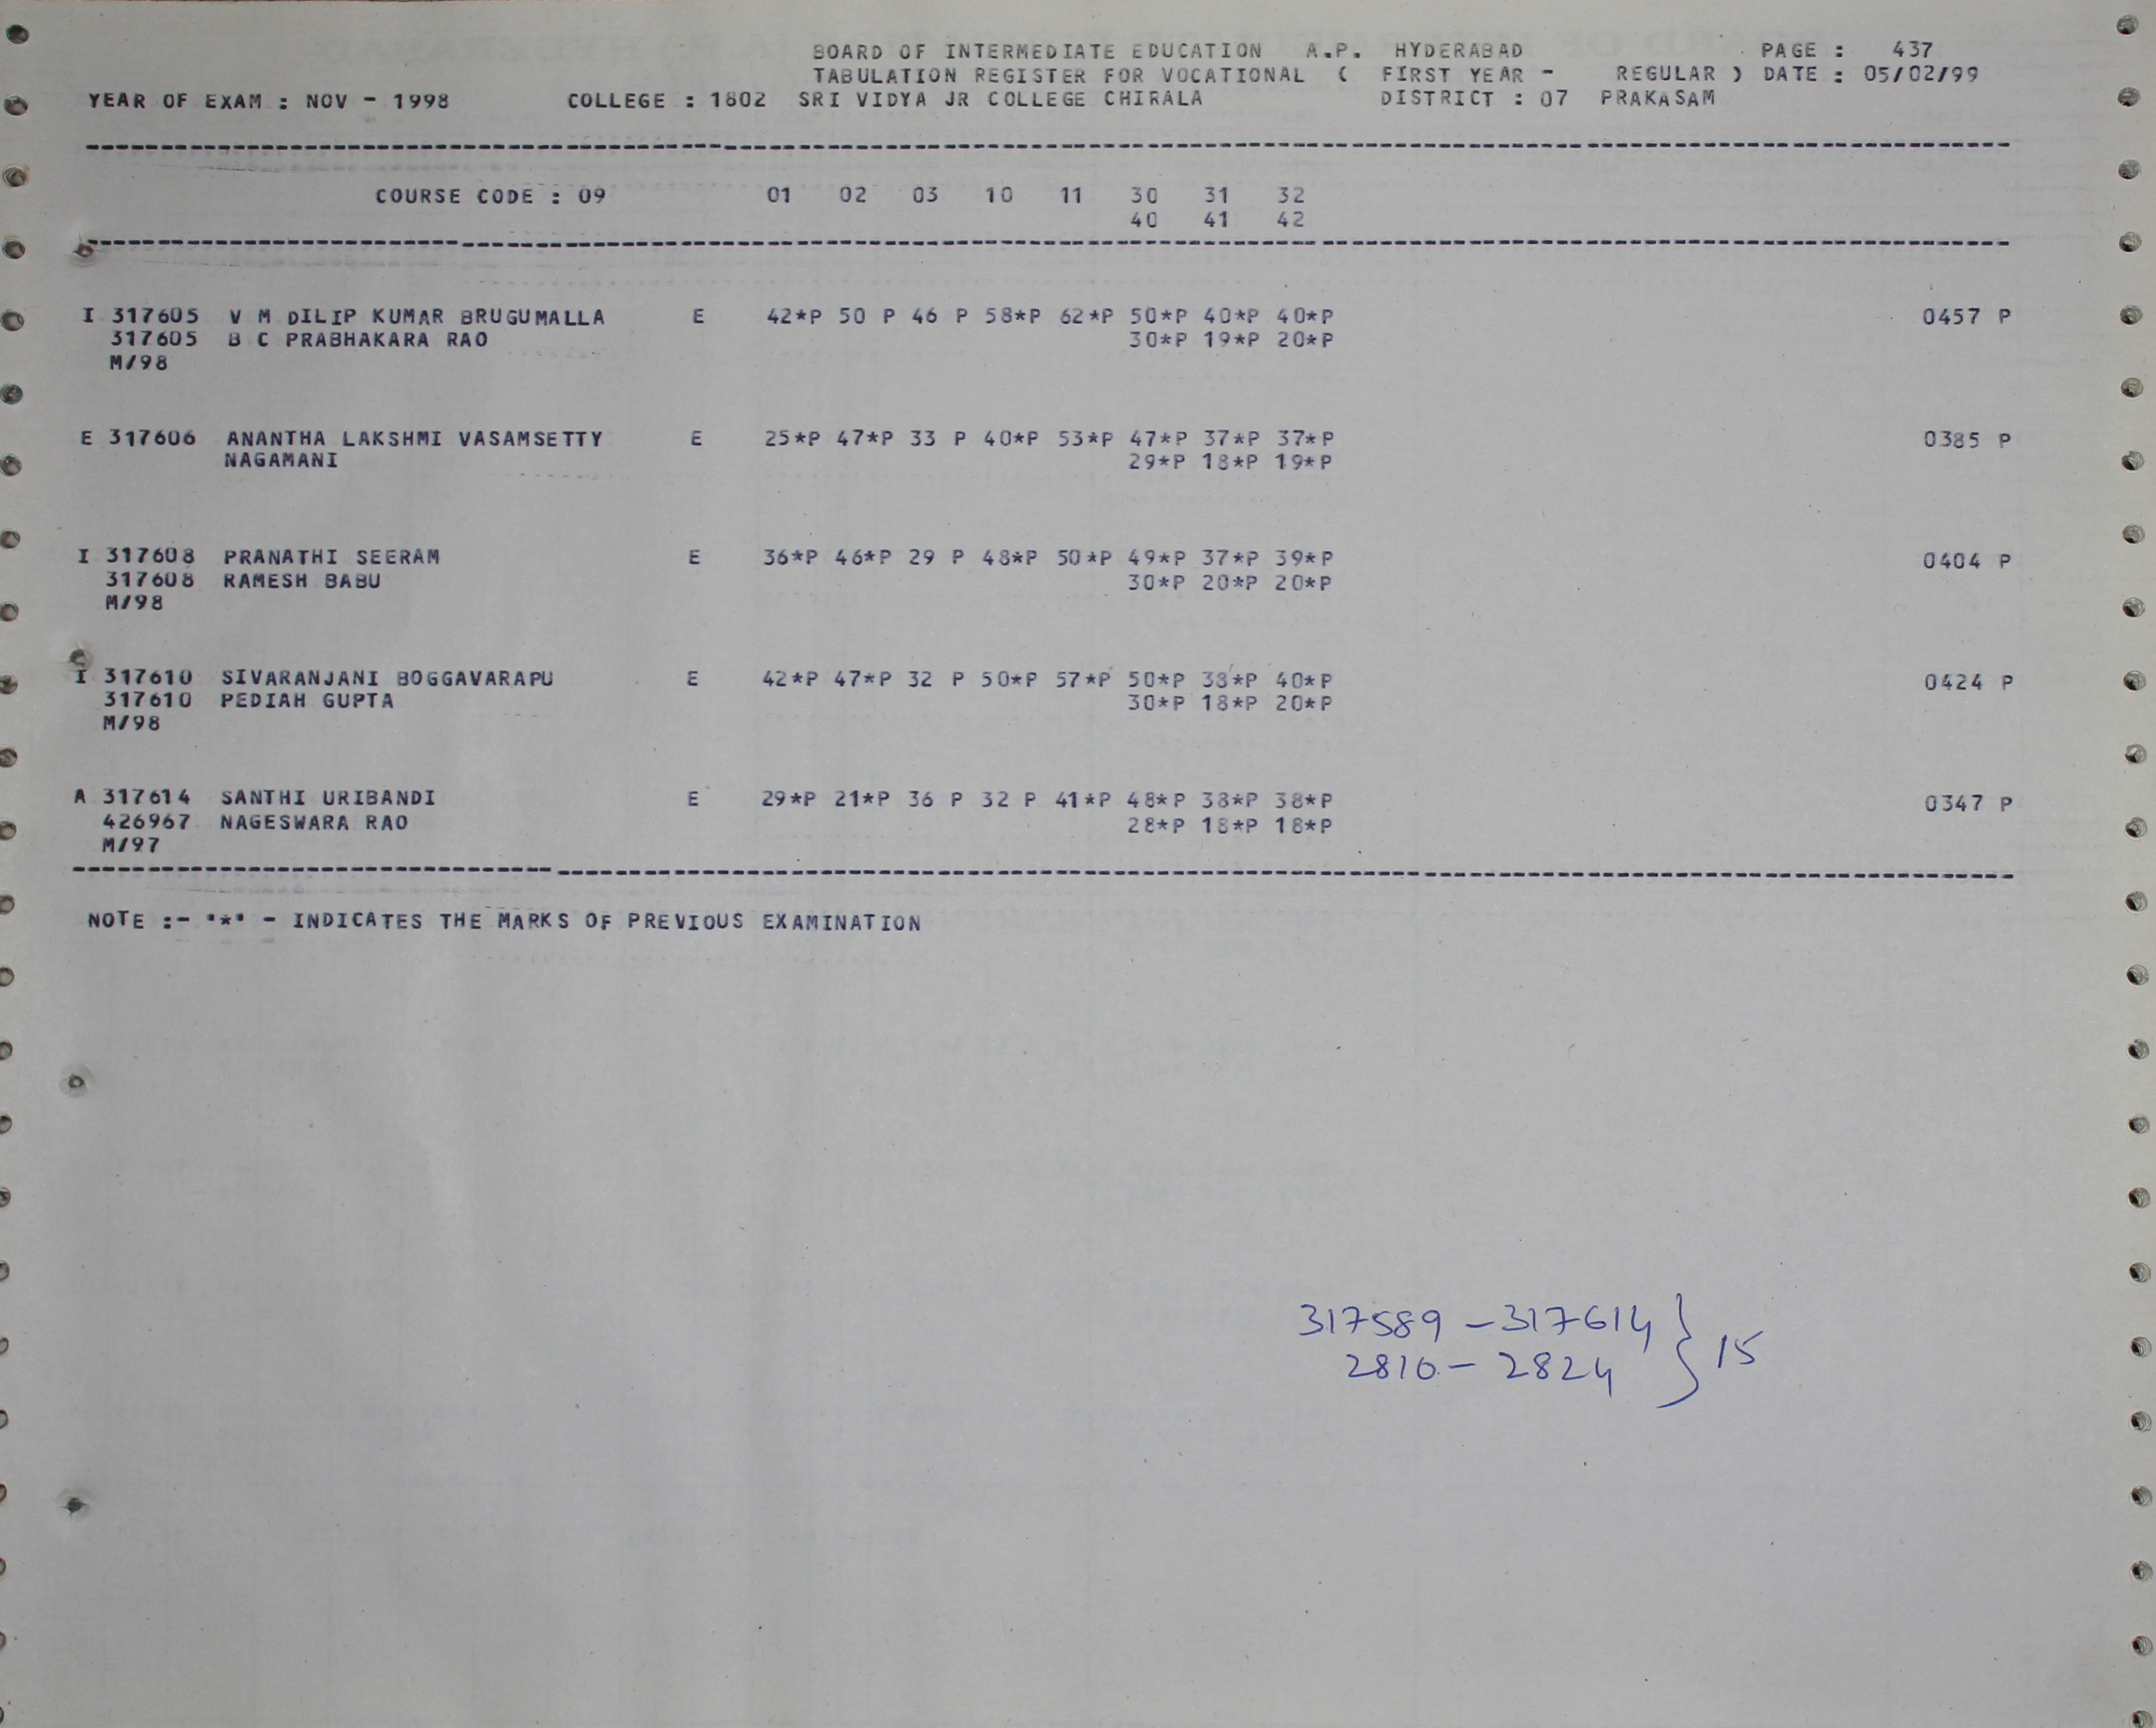 BOARD OF INTERMEDIATE EDUCATION A.P. HYDERABAD PAGE : 437
TABULATION REGISTER FOR VOCATIONAL ( FIRST YEAR - REGULAR ) DATE : 05/02/99
YEAR OF EXAM : NOV - 1998 COLLEGE : 1802 SRI VIDYA JR COLLEGE CHIRALA DISTRICT : 07 PRAKASAM
COURSE CODE : 09 01 02 03 10 11 30 31 32
40 41 42
I 317605 V M DILIP KUMAR BRUGUMALLA E 42*P 50 P 46 P 58*P 62*P 50*P 40*P 40*P 0457 P
317605 B C PRABHAKARA RAO 30*P 19*P 20*P
M/98
E 317606 ANANTHA LAKSHMI VASAMSETTY E 25*P 47*P 33 P 40*P 53*P 47*P 37*P 37*P 0385 P
NAGAMANI 29*P 18*P 19*P
I 317608 PRANATHI SEERAM E 36*P 46*P 29 P 48*P 50*P 49*P 37*P 39*P 0404 P
317608 RAMESH BABU 30*P 20*P 20*P
M/98
I 317610 SIVARANJANI BOGGAVARAPU E 42*P 47*P 32 P 50*P 57*P 50*P 38*P 40*P 0424 P
317610 PEDIAH GUPTA 30*P 18*P 20*P
M/98
A 317614 SANTHI URIBANDI E 29*P 21*P 36 P 32 P 41*P 48*P 38*P 38*P 0347 P
426967 NAGESWARA RAO 28*P 18*P 18*P
M/97
NOTE :- '*' - INDICATES THE MARKS OF PREVIOUS EXAMINATION
317589 - 317614 } 15
2810 - 2824